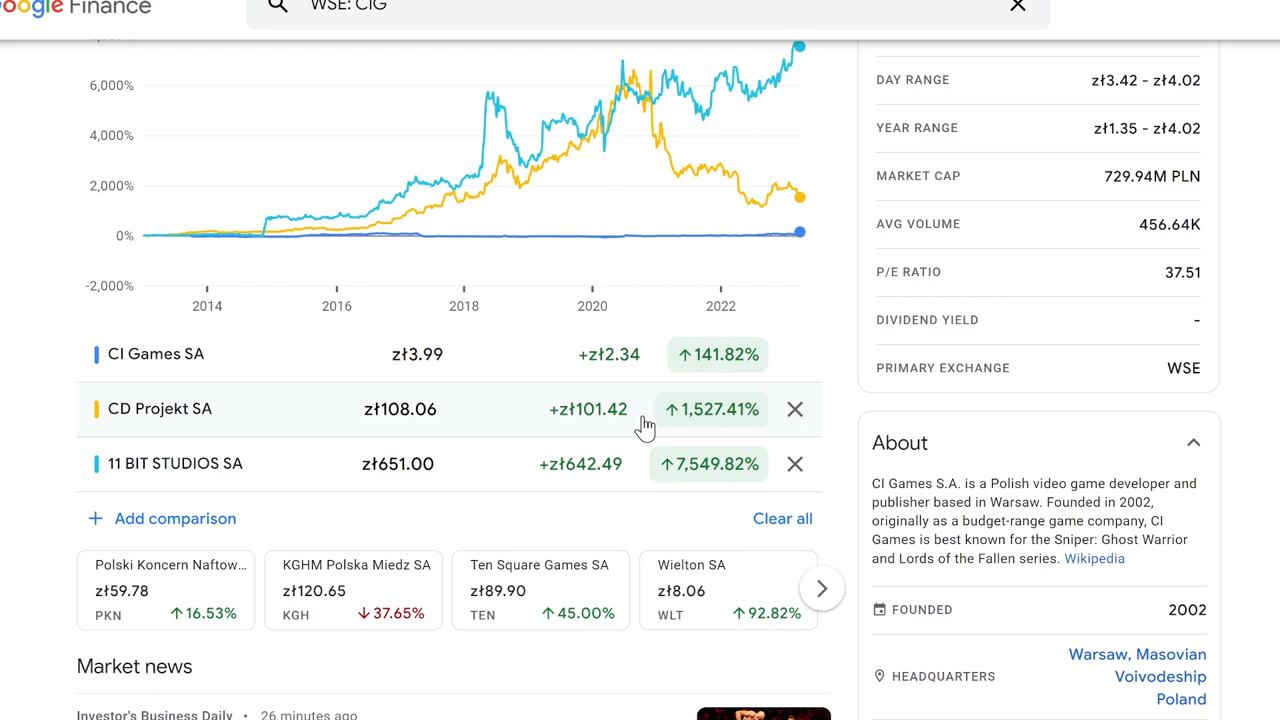 Google Finance
WSE: CIG
6,000%
4,000%
2,000%
0%
-2,000%
2014
2016
2018
2020
2022
CI Games SA
zł3.99
+zł2.34
↑141.82%
CD Projekt SA
zł108.06
+zł101.42
↑1,527.41%
11 BIT STUDIOS SA
zł651.00
+zł642.49
↑7,549.82%
Add comparison
Clear all
Polski Koncern Naftow...
zł59.78
PKN
↑16.53%
KGHM Polska Miedz SA
zł120.65
KGH
↓37.65%
Ten Square Games SA
zł89.90
TEN
↑45.00%
Wielton SA
zł8.06
WLT
↑92.82%
Market news
Investor's Business Daily • 26 minutes ago
DAY RANGE
zł3.42 - zł4.02
YEAR RANGE
zł1.35 - zł4.02
MARKET CAP
729.94M PLN
AVG VOLUME
456.64K
P/E RATIO
37.51
DIVIDEND YIELD
-
PRIMARY EXCHANGE
WSE
About
CI Games S.A. is a Polish video game developer and
publisher based in Warsaw. Founded in 2002,
originally as a budget-range game company, CI
Games is best known for the Sniper: Ghost Warrior
and Lords of the Fallen series. Wikipedia
FOUNDED
2002
HEADQUARTERS
Warsaw, Masovian
Voivodeship
Poland